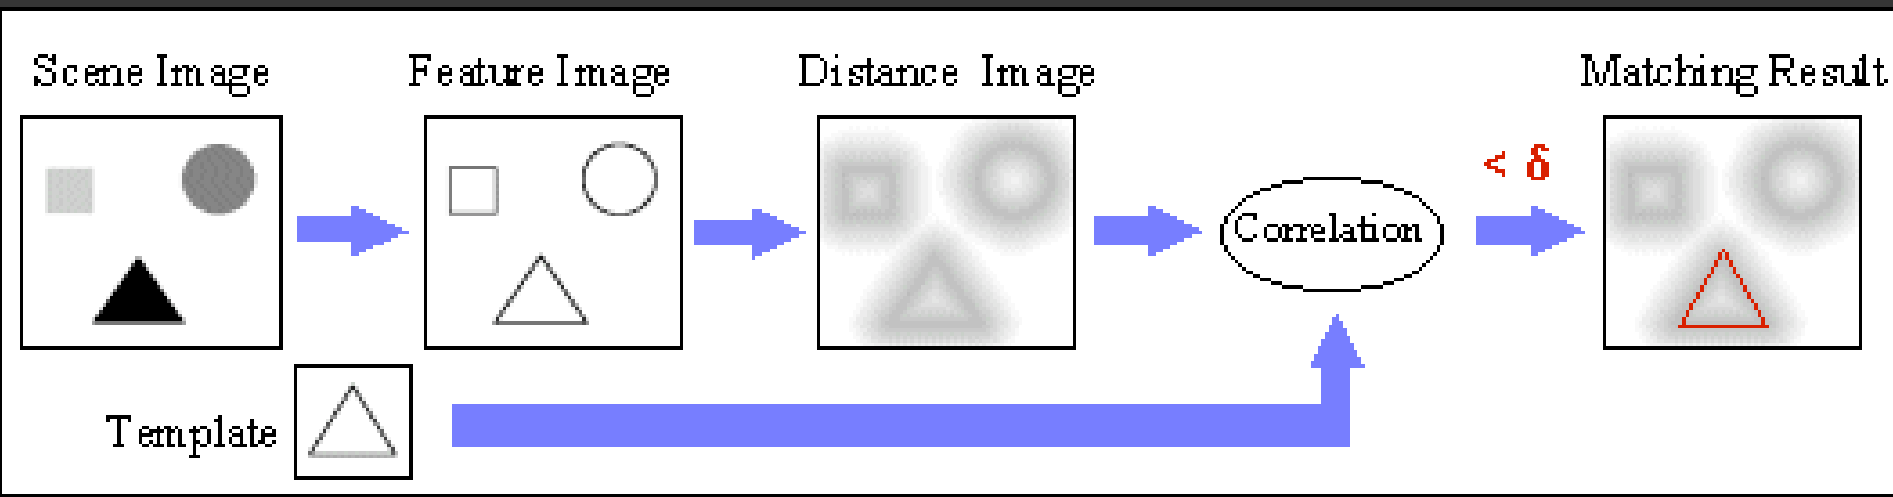 Scene Image
Feature Image
Distance Image
Matching Result
< δ
Correlation
Template